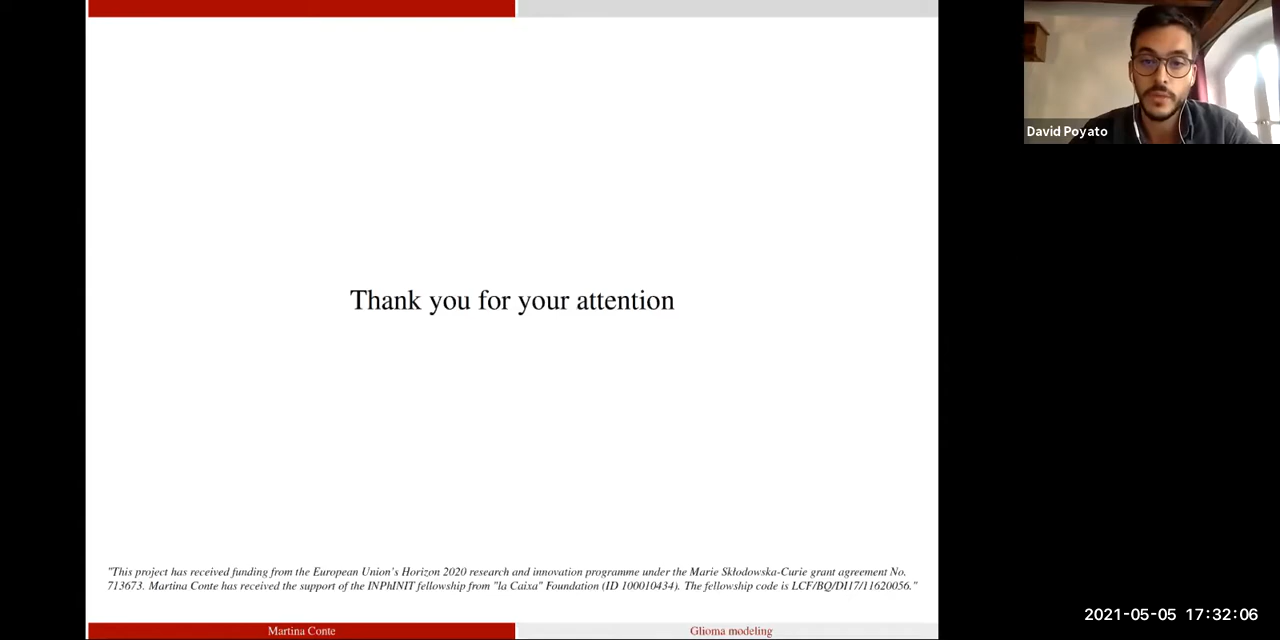 David Poyato
Thank you for your attention
"This project has received funding from the European Union's Horizon 2020 research and innovation programme under the Marie Skłodowska-Curie grant agreement No.
713673. Martina Conte has received the support of the INPhINIT fellowship from "la Caixa" Foundation (ID 100010434). The fellowship code is LCF/BQ/DI17/11620056."
Martina Conte
Glioma modeling
2021-05-05 17:32:06